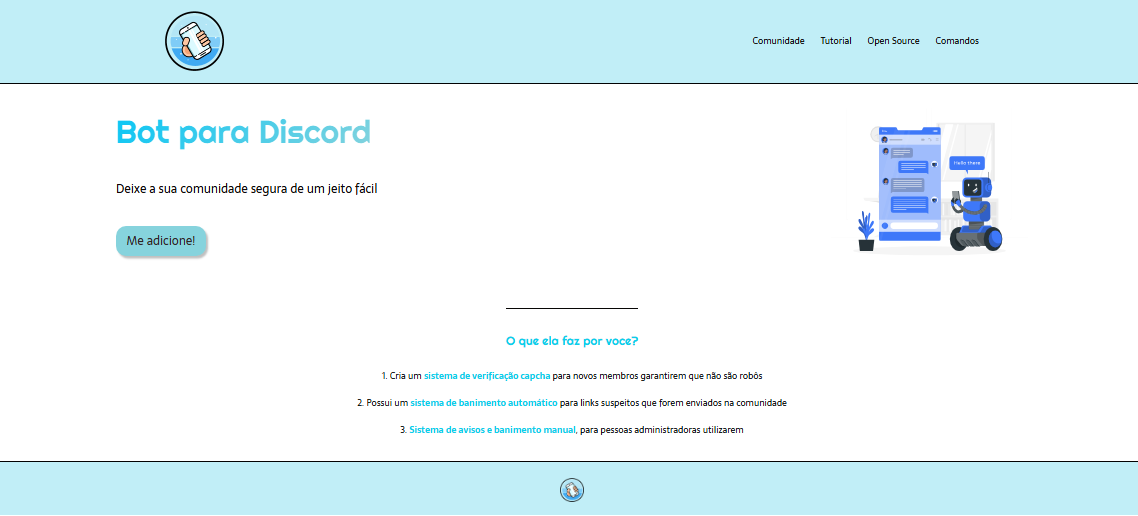 Comunidade Tutorial Open Source Comandos
Bot para Discord
Deixe a sua comunidade segura de um jeito fácil
Me adicione!
Hello there
O que ela faz por voce?
1. Cria um sistema de verificação capcha para novos membros garantirem que não são robôs
2. Possui um sistema de banimento automático para links suspeitos que forem enviados na comunidade
3. Sistema de avisos e banimento manual, para pessoas administradoras utilizarem